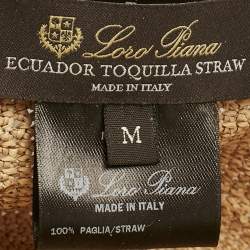 Loro Piana
ECUADOR TOQUILLA STRAW
MADE IN ITALY
M
Loro Piana
MADE IN ITALY
100% PAGLIA/STRAW